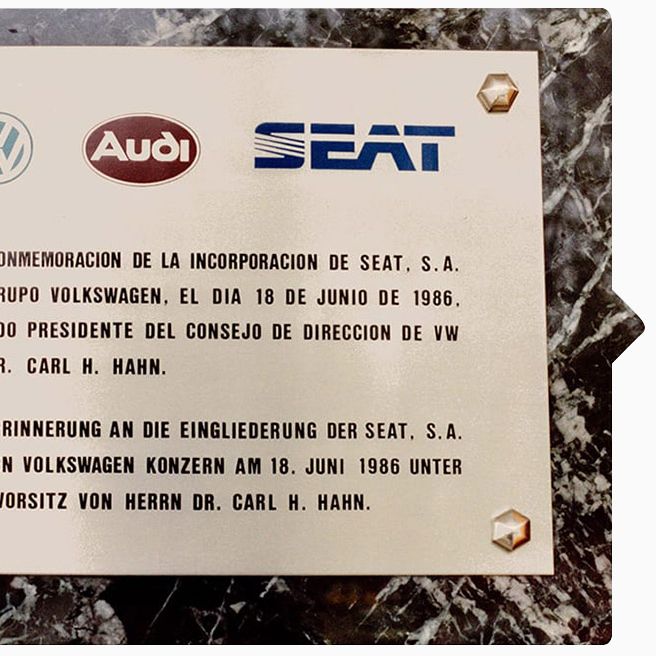 Audi SEAT
ONMEMORACION DE LA INCORPORACION DE SEAT, S.A.
RUPO VOLKSWAGEN, EL DIA 18 DE JUNIO DE 1986,
DO PRESIDENTE DEL CONSEJO DE DIRECCION DE VW
R. CARL H. HAHN.
RINNERUNG AN DIE EINGLIEDERUNG DER SEAT, S.A.
N VOLKSWAGEN KONZERN AM 18. JUNI 1986 UNTER
VORSITZ VON HERRN DR. CARL H. HAHN.